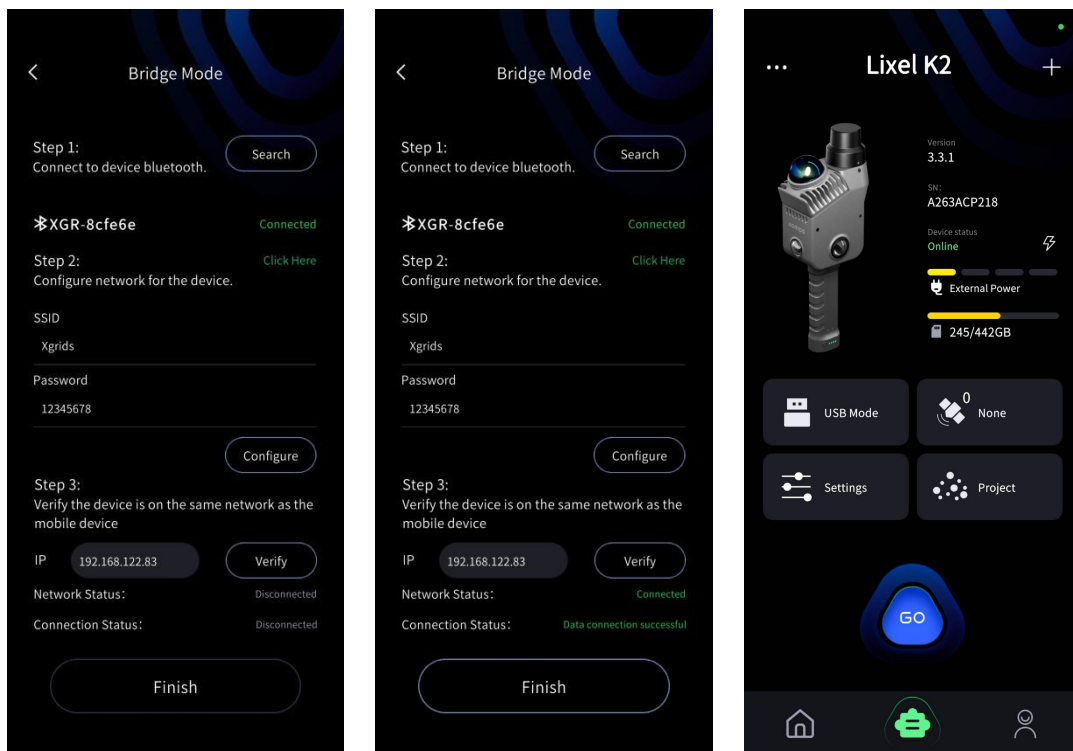 Bridge Mode
Step 1:
Connect to device bluetooth.
Search
XGR-8cfe6e
Connected
Step 2:
Click Here
Configure network for the device.
SSID
Xgrids
Password
12345678
Configure
Step 3:
Verify the device is on the same network as the
mobile device
IP
192.168.122.83
Verify
Network Status:
Disconnected
Connection Status:
Disconnected
Finish
Bridge Mode
Step 1:
Connect to device bluetooth.
Search
XGR-8cfe6e
Connected
Step 2:
Click Here
Configure network for the device.
SSID
Xgrids
Password
12345678
Configure
Step 3:
Verify the device is on the same network as the
mobile device
IP
192.168.122.83
Verify
Network Status:
Connected
Connection Status:
Data connection successful
Finish
Lixel K2
Version
3.3.1
SN:
A263ACP218
Device status
Online
External Power
245/442GB
USB Mode
0
None
Settings
Project
GO